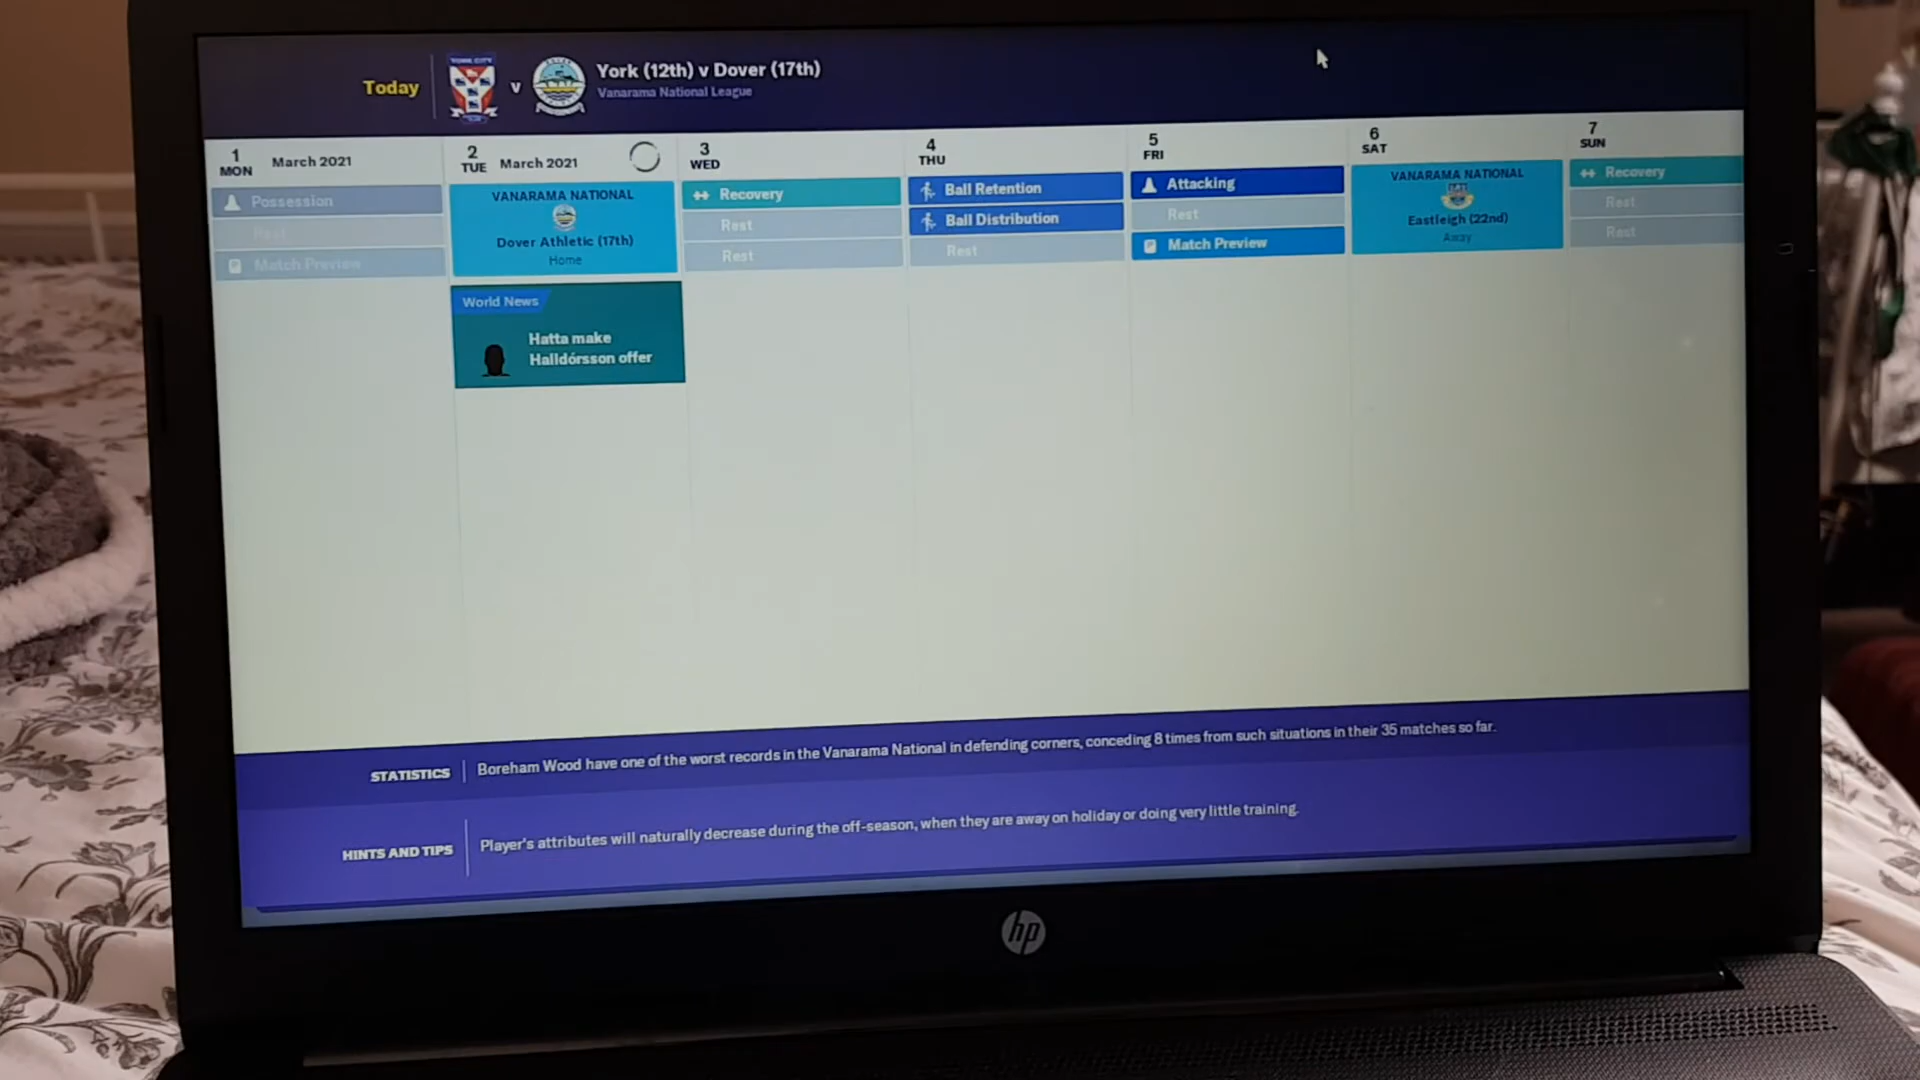 Today
YORK CITY
v
York (12th) v Dover (17th)
Vanarama National League
1
MON
March 2021
Possession
Rest
Match Preview
2
TUE
March 2021
VANARAMA NATIONAL
Dover Athletic (17th)
Home
World News
Hatta make
Halldórsson offer
3
WED
Recovery
Rest
Rest
4
THU
Ball Retention
Ball Distribution
Rest
5
FRI
Attacking
Rest
Match Preview
6
SAT
VANARAMA NATIONAL
Eastleigh (22nd)
Away
7
SUN
Recovery
Rest
Rest
STATISTICS
Boreham Wood have one of the worst records in the Vanarama National in defending corners, conceding 8 times from such situations in their 35 matches so far.
HINTS AND TIPS
Player's attributes will naturally decrease during the off-season, when they are away on holiday or doing very little training.
hp